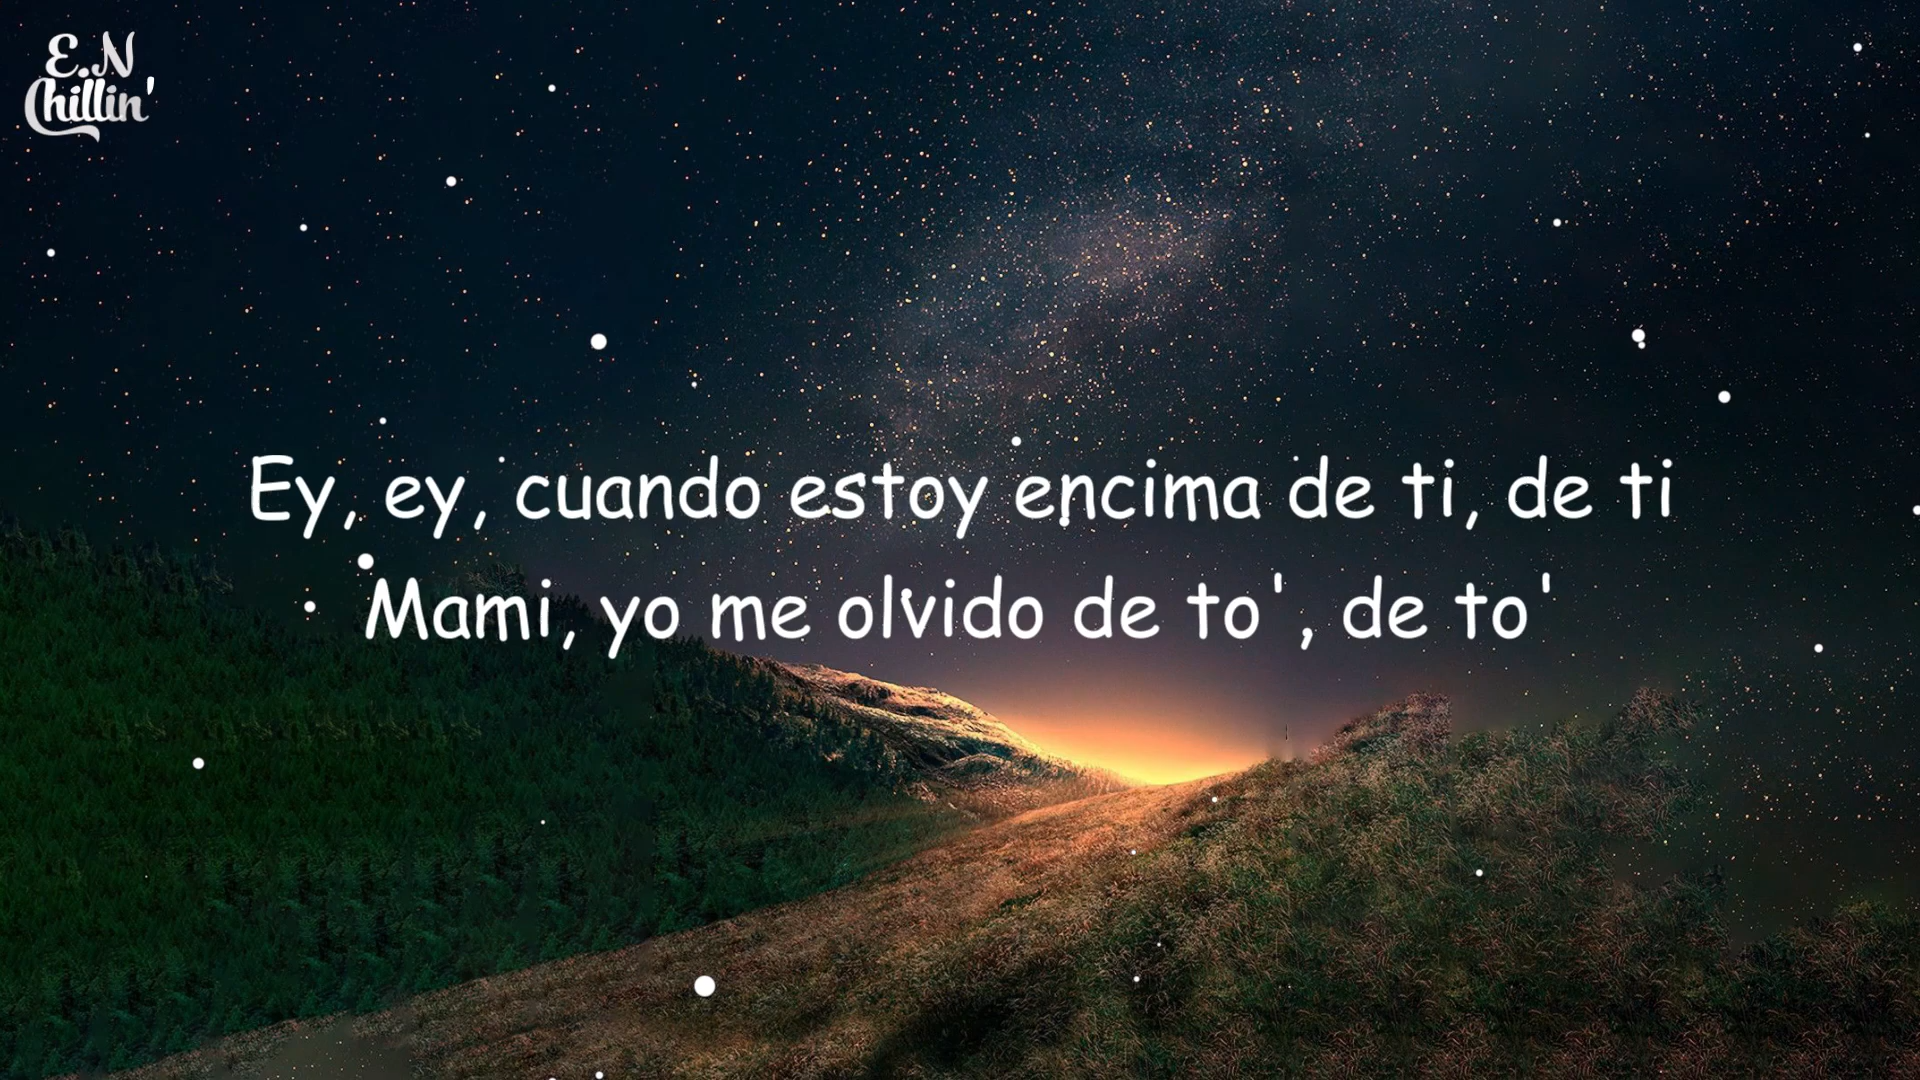 E.N
Chillin'
Ey, ey, cuando estoy encima de ti, de ti
Mami, yo me olvido de to', de to'